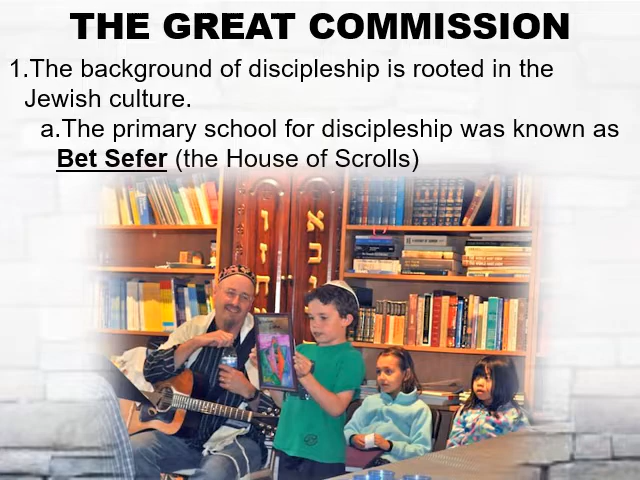 THE GREAT COMMISSION
1.The background of discipleship is rooted in the
Jewish culture.
a.The primary school for discipleship was known as
Bet Sefer (the House of Scrolls)
א ו
ב ז
ג ח